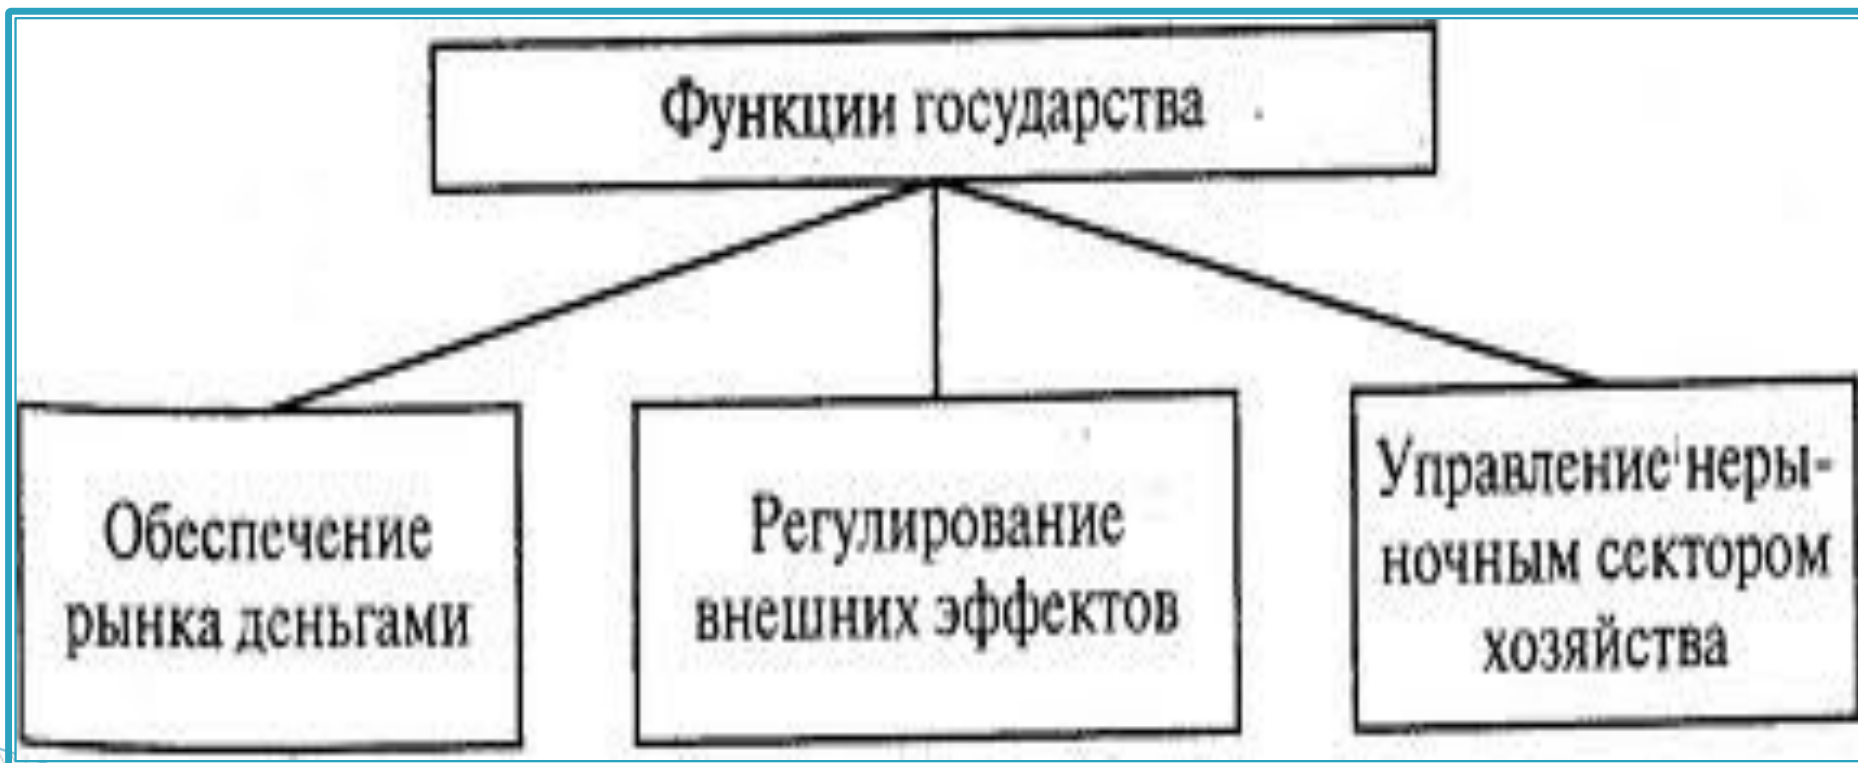 Функции государства
Обеспечение
рынка деньгами
Регулирование
внешних эффектов
Управление неры-
ночным сектором
хозяйства